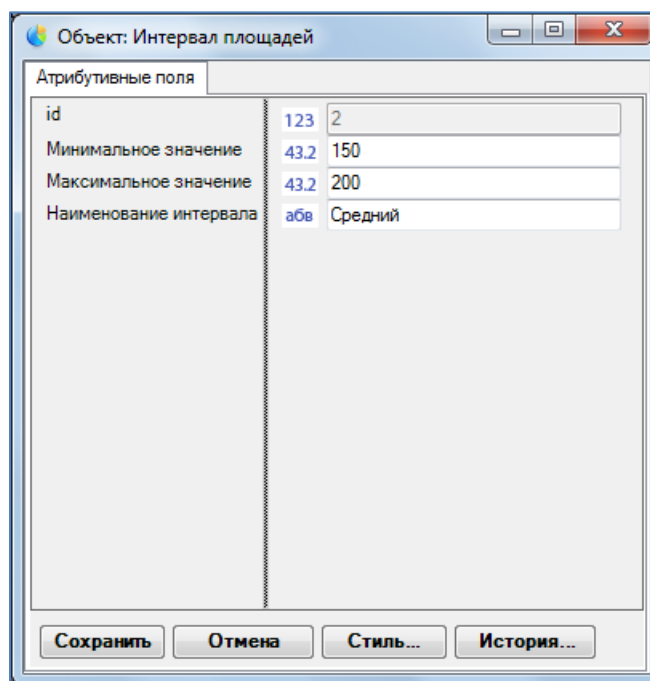 Объект: Интервал площадей
Атрибутивные поля
id 123 2
Минимальное значение 43.2 150
Максимальное значение 43.2 200
Наименование интервала абв Средний
Сохранить Отмена Стиль... История...